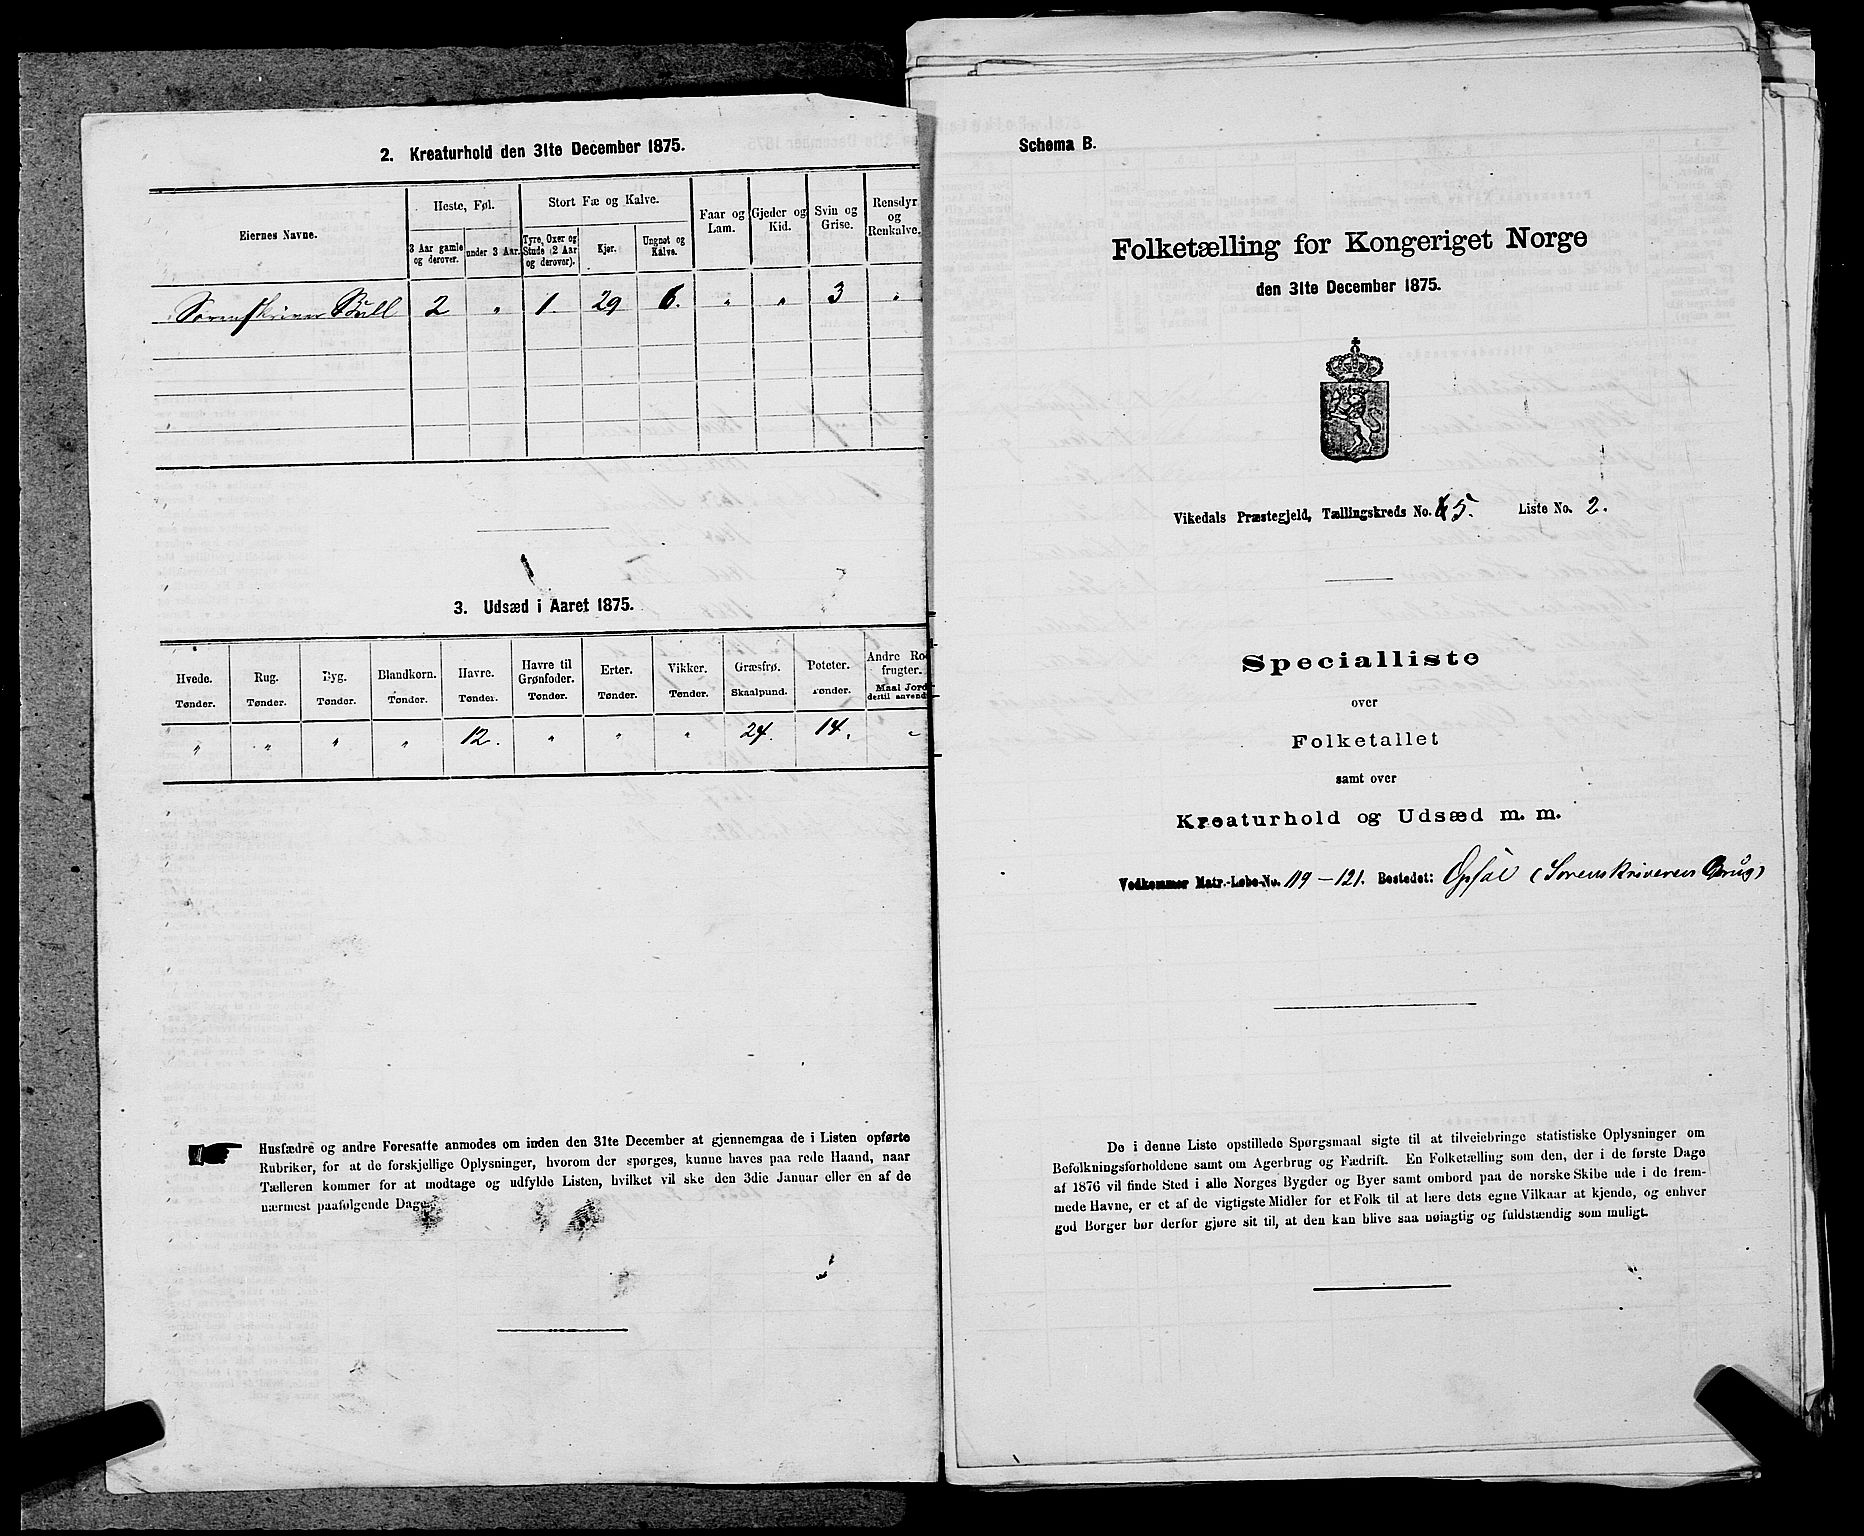 2. Kreaturhold den 31te December 1875.
Eiernes Navne.
Heste, Føl.
Stort Fæ og Kalve.
Faar og Lam.
Gjeder og Kid.
Svin og Grise.
Rensdyr og Renkalve.
3 Aar gamle og derover.
under 3 Aar.
Tyre, Oxer og Stude (2 Aar og derover).
Kjør.
Ungnøt og Kalve.
Sorenskriver Bull 2 " 1. 29 6. " " 3 "
3. Udsæd i Aaret 1875.
Hvede. Rug. Byg. Blandkorn. Havre. Havre til Grønfoder. Erter. Vikker. Græsfrø. Poteter. Andre Rofrugter.
Tønder. Tønder. Tønder. Tønder. Tønder. Tønder. Tønder. Tønder. Skaalpund. Tønder. Maal Jord dertil anvendt
" " " " 12. " " " 24. 14. "
Husfædre og andre Foresatte anmodes om inden den 31te December at gjennemgaa de i Listen opførte
Rubriker, for at de forskjellige Oplysninger, hvorom der spørges, kunne haves paa rede Haand, naar
Tælleren kommer for at modtage og udfylde Listen, hvilket vil ske den 3die Januar eller en af de
nærmest paafølgende Dage.
Schema B.
Folketælling for Kongeriget Norge
den 31te December 1875.
Vikedals Præstegjeld, Tællingskreds No. 5. Liste No. 2.
Specialliste
over
Folketallet
samt over
Kreaturhold og Udsæd m. m.
Vedkommer Matr.-Løbe-No. 119-121. Bostedet: Opsal (Sorenskriverens Brug)
De i denne Liste opstillede Spørgsmaal sigte til at tilveiebringe statistiske Oplysninger om
Befolkningsforholdene samt om Agerbrug og Fædrift. En Folketælling som den, der i de første Dage
af 1876 vil finde Sted i alle Norges Bygder og Byer samt ombord paa de norske Skibe ude i de frem-
mede Havne, er et af de vigtigste Midler for et Folk til at lære dets egne Vilkaar at kjende, og enhver
god Borger bør derfor gjøre sit til, at den kan blive saa nøiagtig og fuldstændig som muligt.